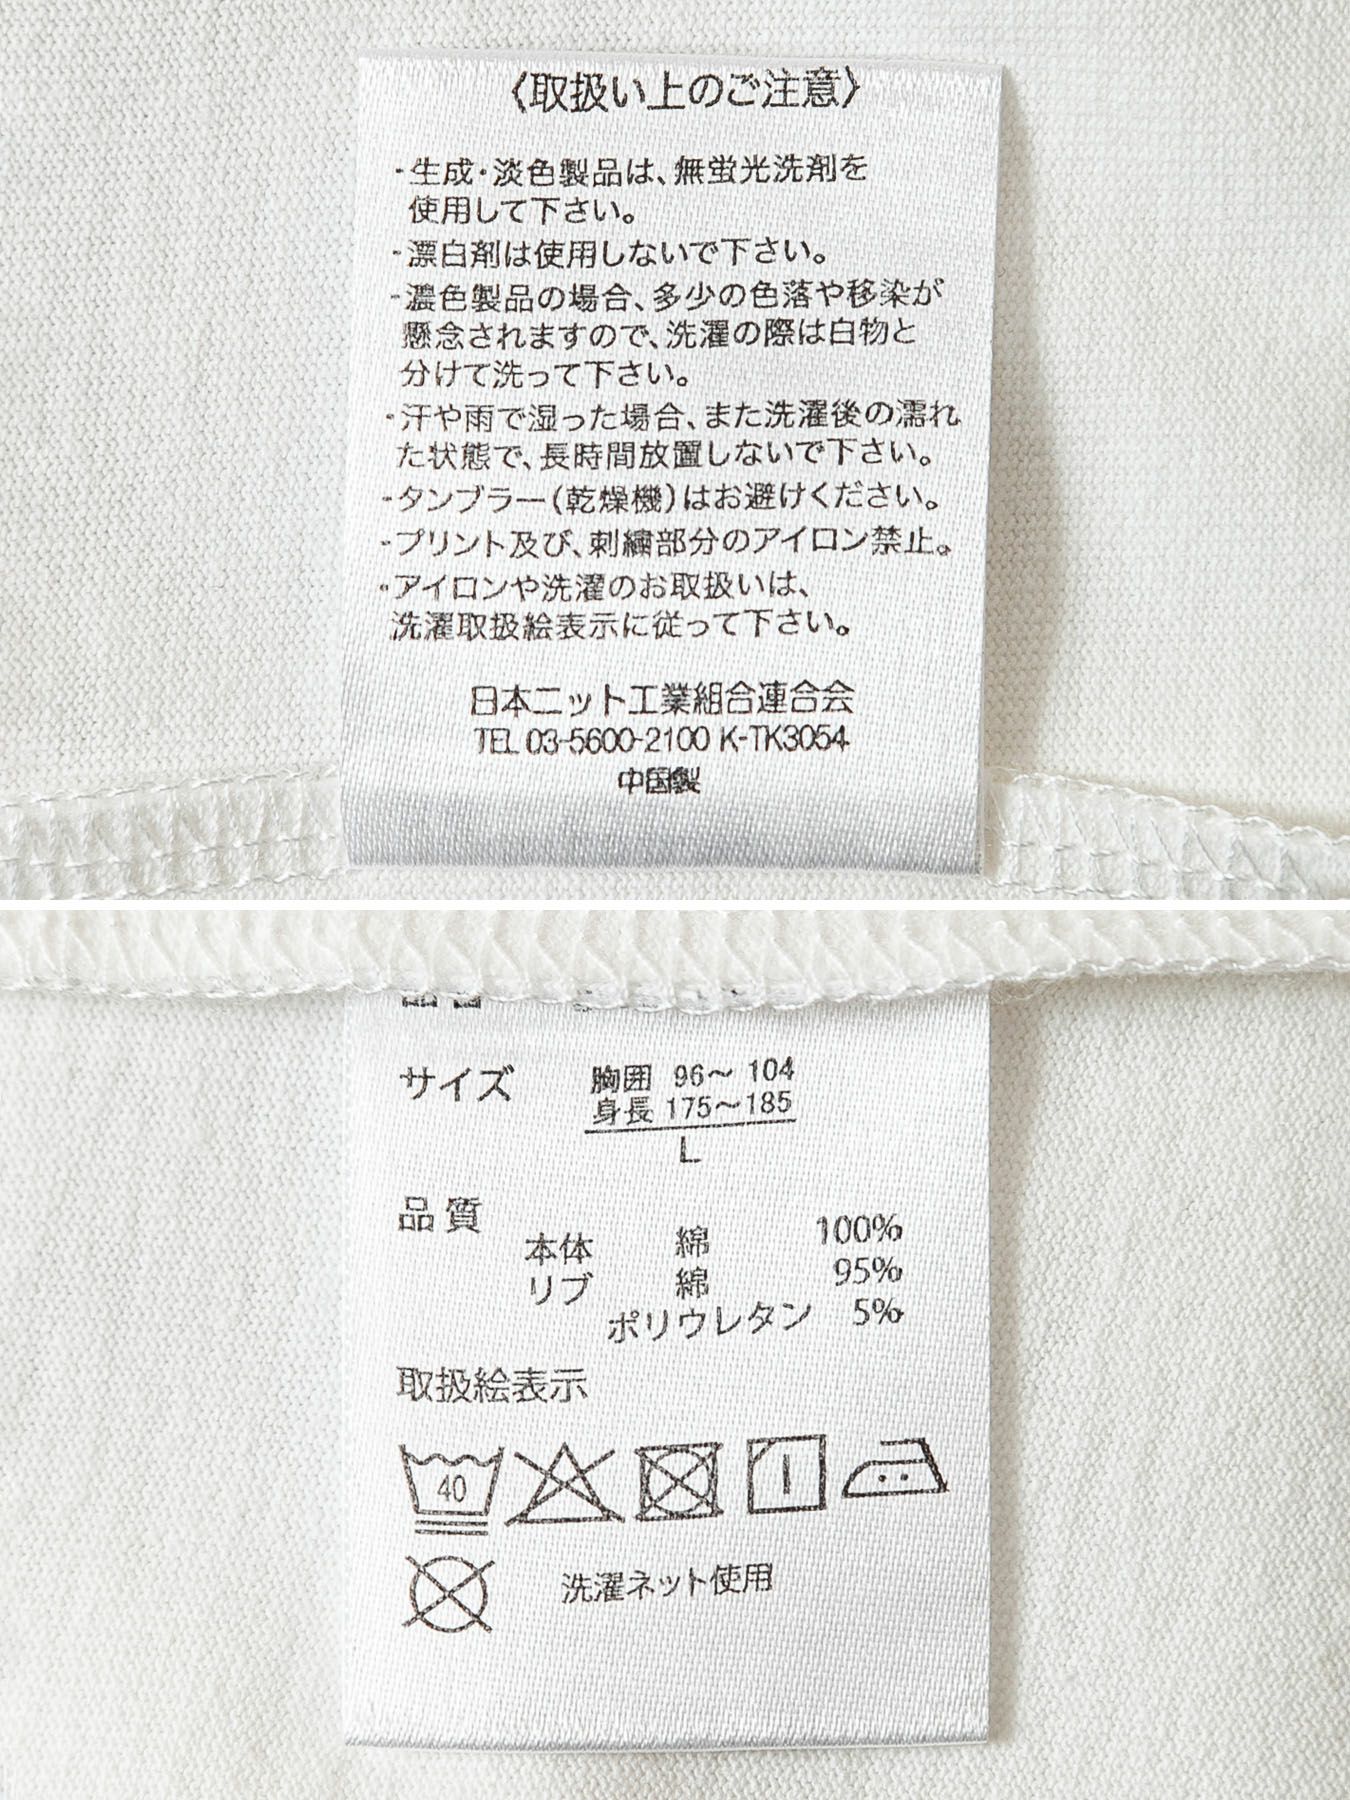 〈取扱い上のご注意〉
・生成・淡色製品は、無蛍光洗剤を
使用して下さい。
・漂白剤は使用しないで下さい。
・濃色製品の場合、多少の色落や移染が
懸念されますので、洗濯の際は白物と
分けて洗って下さい。
・汗や雨で湿った場合、また洗濯後の濡れ
た状態で、長時間放置しないで下さい。
・タンブラー(乾燥機)はお避けください。
・プリント及び、刺繍部分のアイロン禁止。
・アイロンや洗濯のお取扱いは、
洗濯取扱絵表示に従って下さい。
日本ニット工業組合連合会
TEL 03-5600-2100 K-TK3054
中国製
サイズ 胸囲 96〜 104
身長 175〜185
L
品質
本体 綿 100%
リブ 綿 95%
ポリウレタン 5%
取扱絵表示
40
洗濯ネット使用